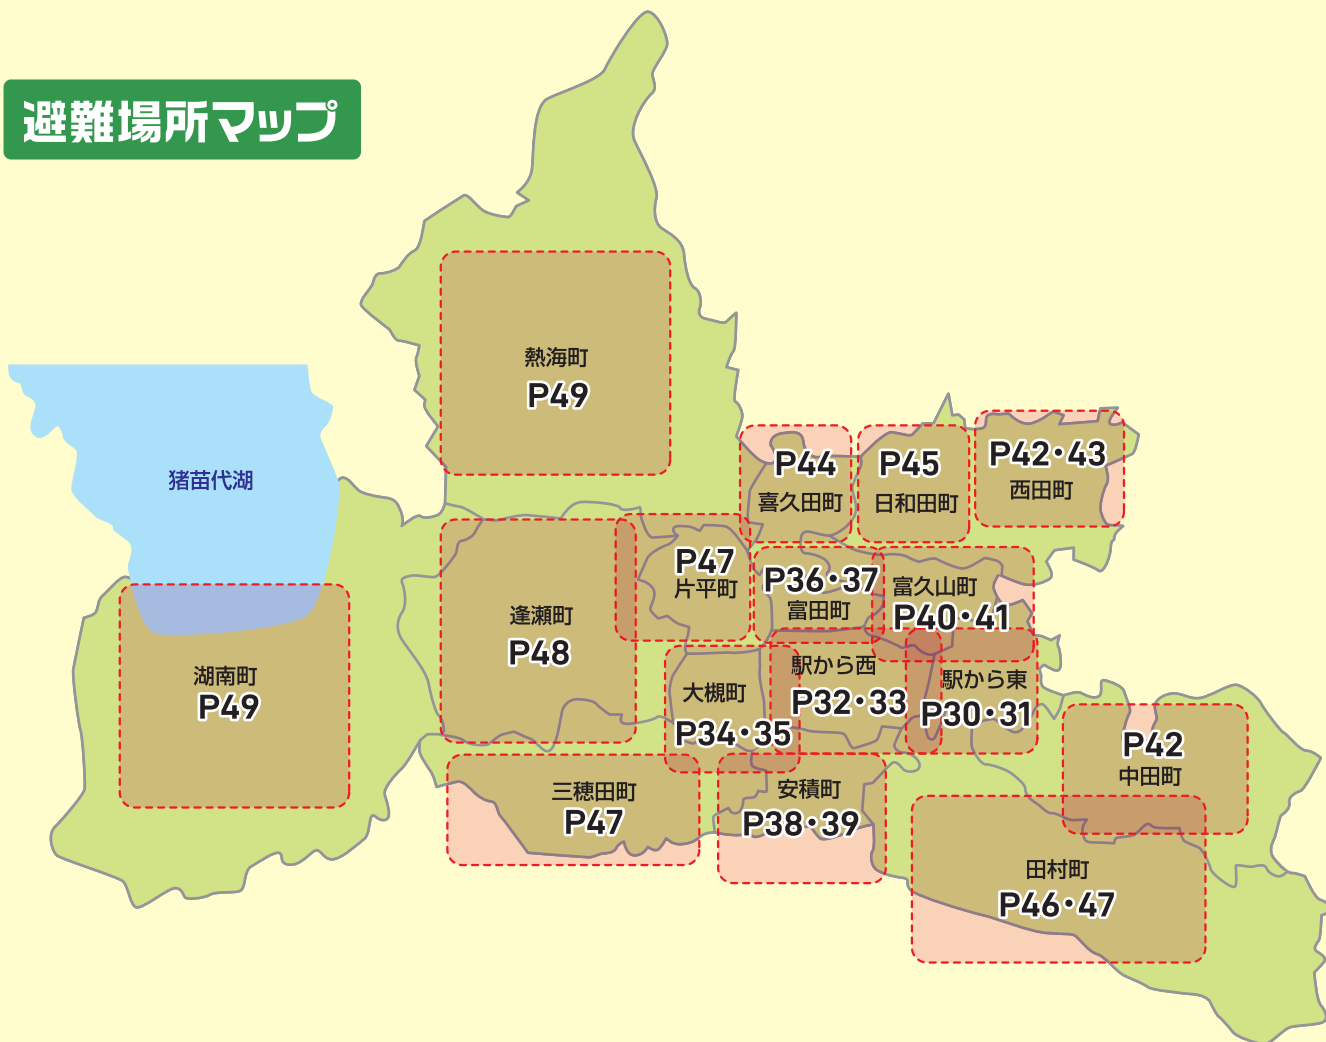 避難場所マップ
熱海町
P49
猪苗代湖
P44
喜久田町
P45
日和田町
P42・43
西田町
P47
片平町
P36・37
富田町
富久山町
P40・41
逢瀬町
P48
湖南町
P49
大槻町
P34・35
駅から西
P32・33
駅から東
P30・31
P42
中田町
三穂田町
P47
安積町
P38・39
田村町
P46・47